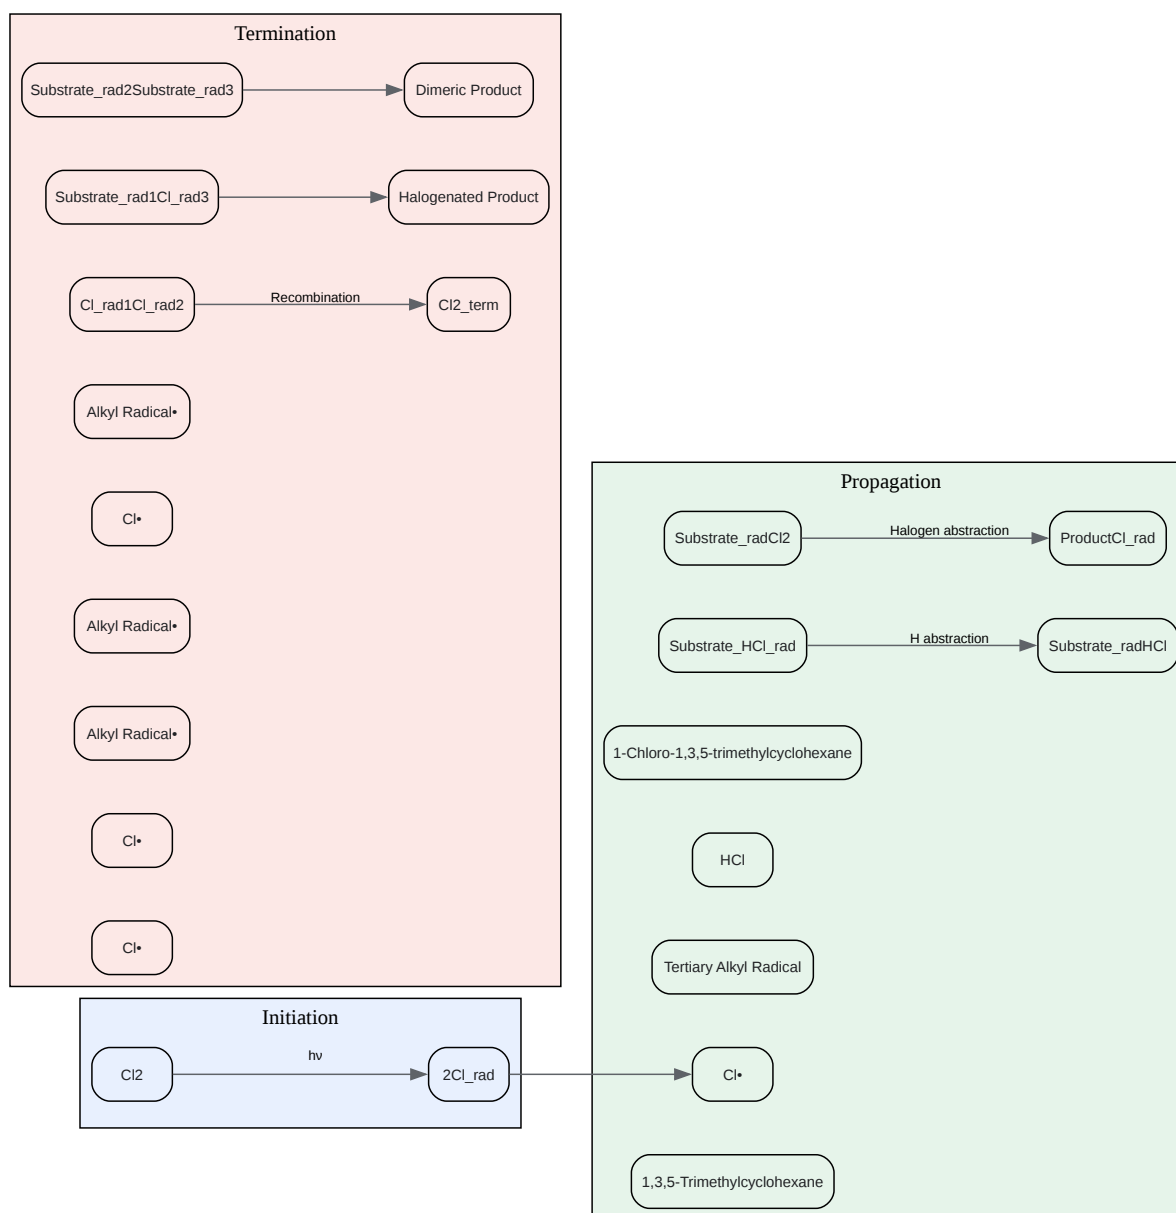 Termination
Substrate_rad2Substrate_rad3
Dimeric Product
Substrate_rad1Cl_rad3
Halogenated Product
Cl_rad1Cl_rad2
Recombination
Cl2_term
Alkyl Radical•
Cl•
Alkyl Radical•
Alkyl Radical•
Cl•
Cl•
Initiation
Cl2
hν
2Cl_rad
Propagation
Substrate_radCl2
Halogen abstraction
ProductCl_rad
Substrate_HCl_rad
H abstraction
Substrate_radHCl
1-Chloro-1,3,5-trimethylcyclohexane
HCl
Tertiary Alkyl Radical
Cl•
1,3,5-Trimethylcyclohexane